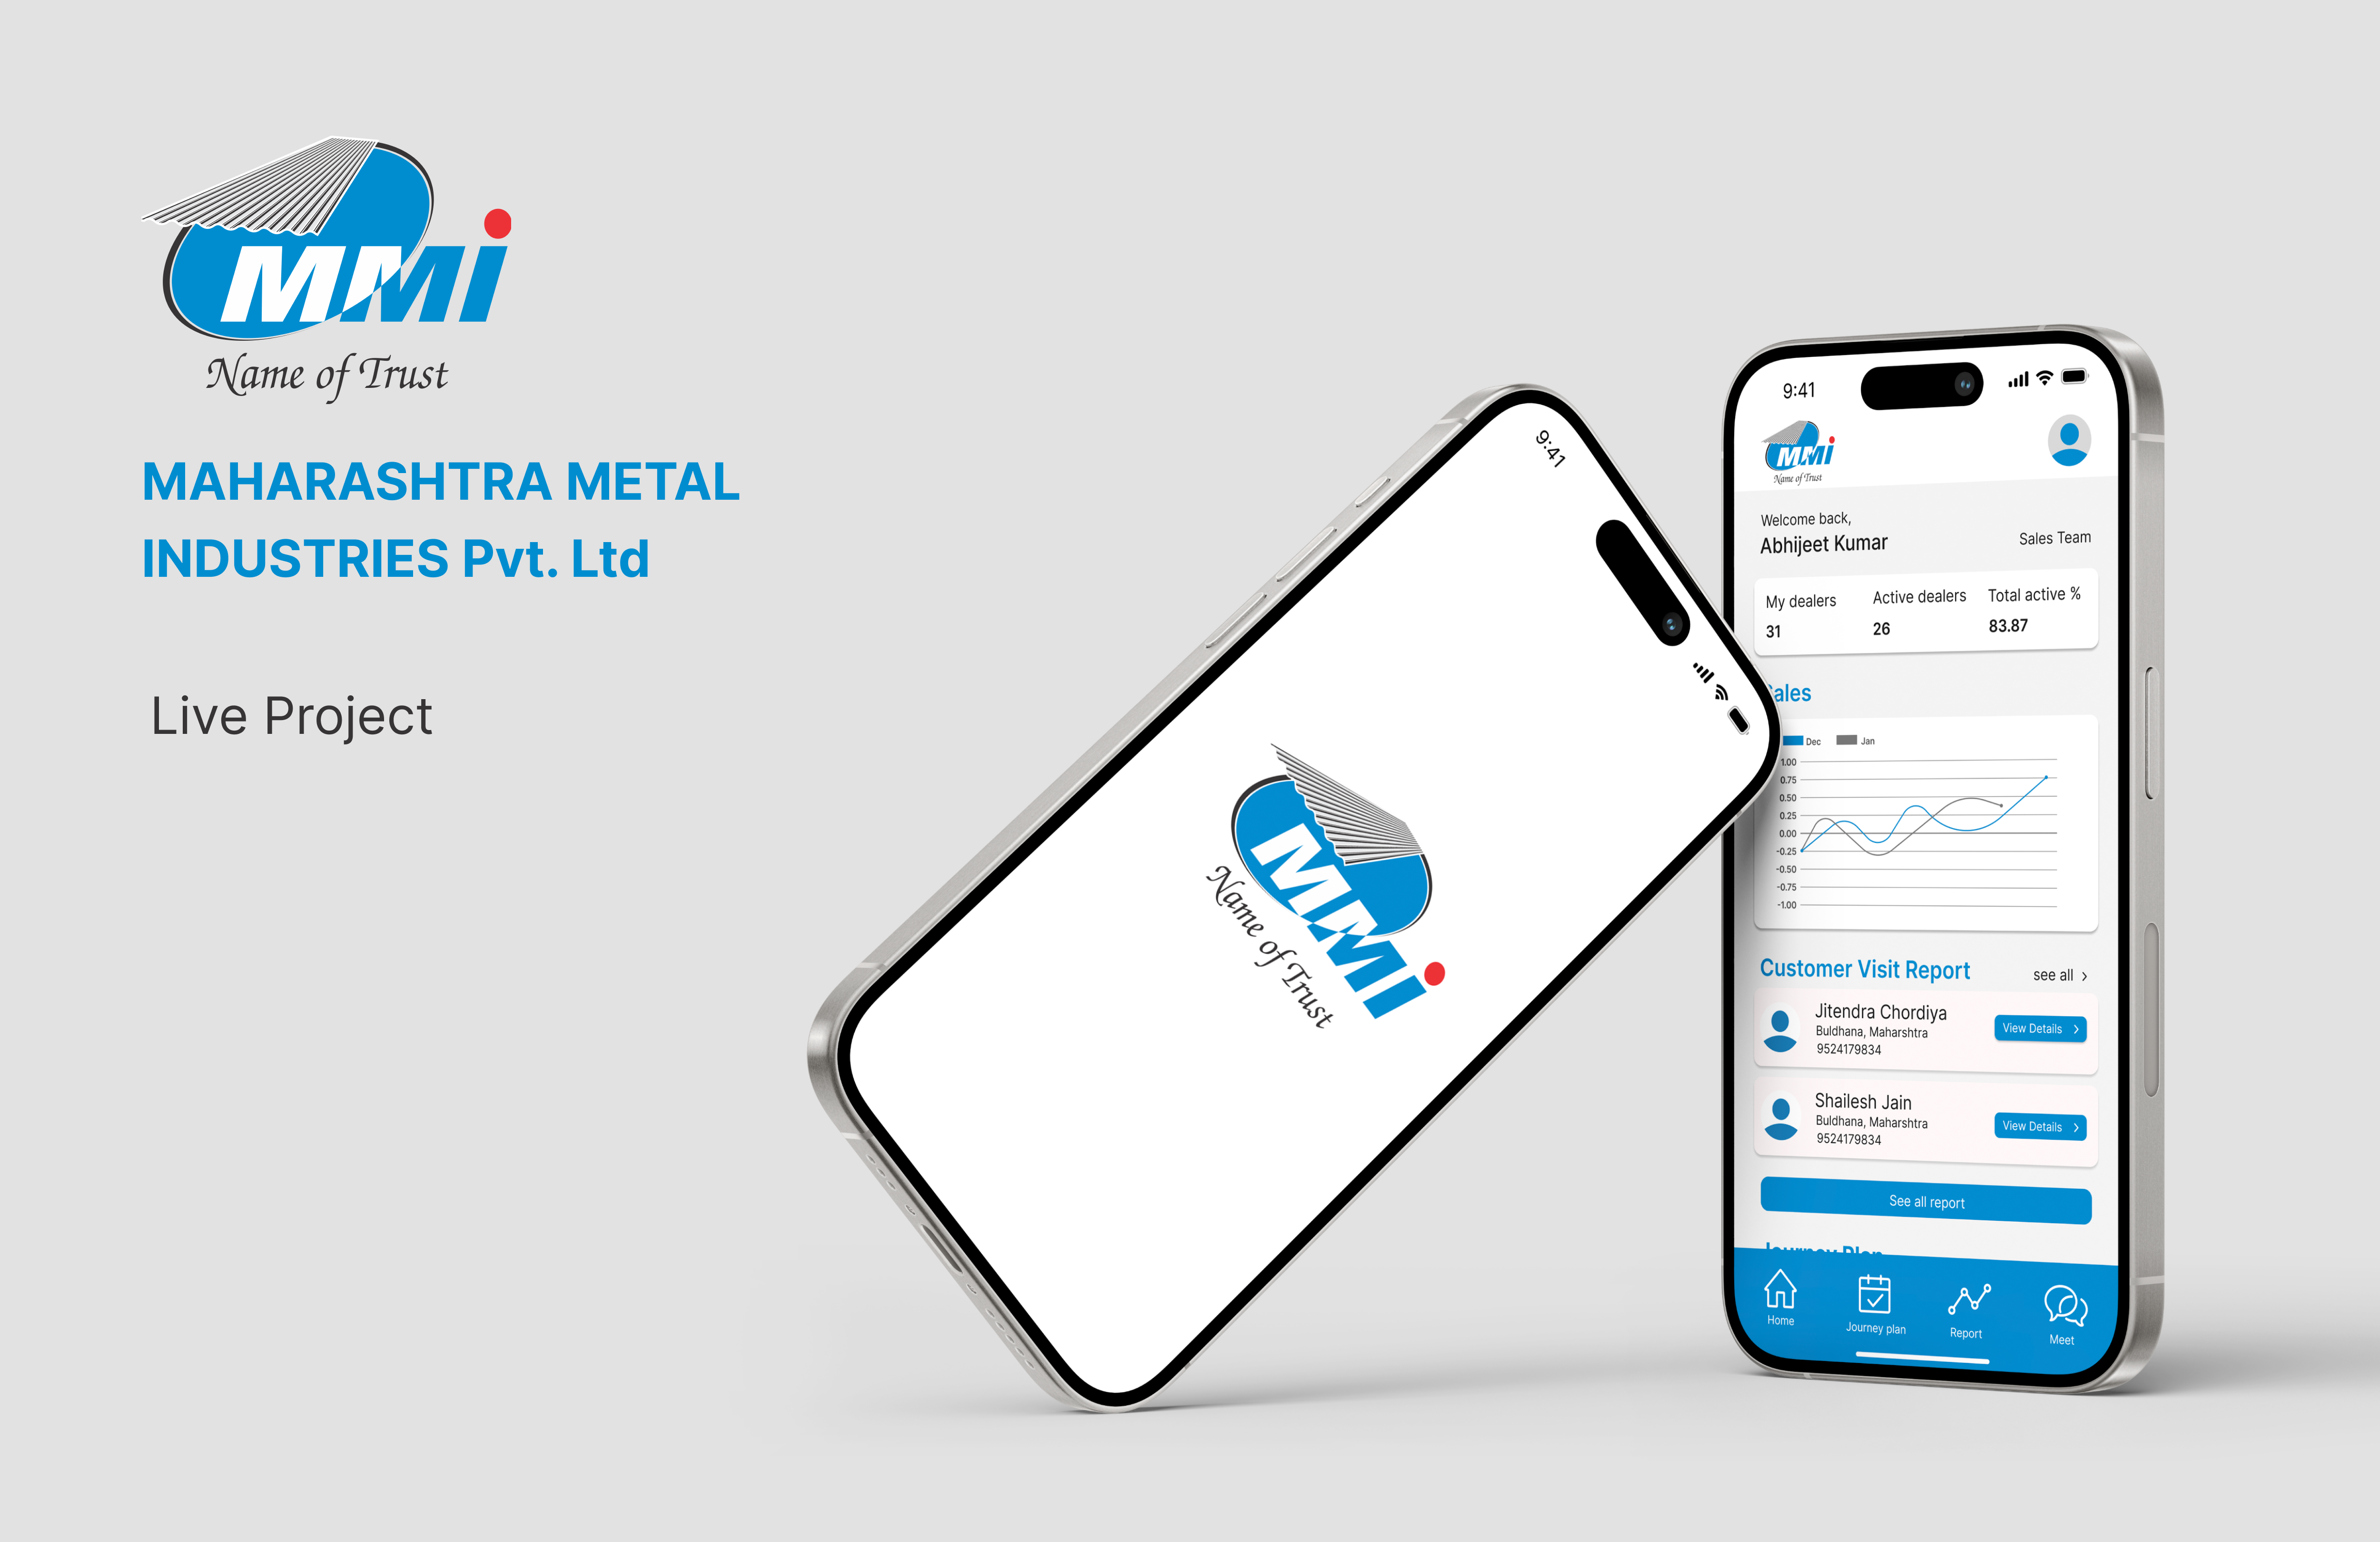 MMi
Name of Trust
MAHARASHTRA METAL
INDUSTRIES Pvt. Ltd
Live Project
9:41
MMi
Name of Trust
9:41
MMi
Name of Trust
Welcome back,
Abhijeet Kumar
Sales Team
My dealers Active dealers Total active %
31 26 83.87
ales
Dec Jan
1.00
0.75
0.50
0.25
0.00
-0.25
-0.50
-0.75
-1.00
Customer Visit Report see all >
Jitendra Chordiya
Buldhana, Maharshtra
9524179834
View Details >
Shailesh Jain
Buldhana, Maharshtra
9524179834
View Details >
See all report
Journey Plan
Home Journey plan Report Meet